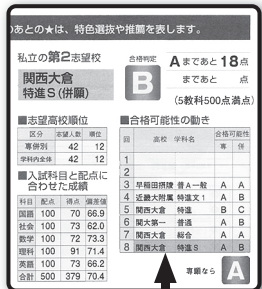 のあとの★は、特色選抜や推薦を表します。
私立の第2志望校
合格判定
Aまであと 18点
関西大倉
特進S(併願)
B
まであと 点
(5教科500点満点)
■志望高校順位
区分 志望人数 順位
専併別 42 12
学科内全体 42 12
■入試科目と配点に
合わせた成績
科目 配点 得点 偏差値
国語 100 70 66.9
社会 100 73 62.0
数学 100 72 73.3
理科 100 91 71.4
英語 100 73 66.2
合計 500 379 70.4
■合格可能性の動き
回 高校 学科名 合格可能性
専 併
1
2
3 早稲田摂陵 普A一般 A A
4 近畿大附属 特進文1 A B
5 関西大倉 特進 B C
6 関大第一 普通 A B
7 関西大倉 総合 A A
8 関西大倉 特進S A B
専願なら A